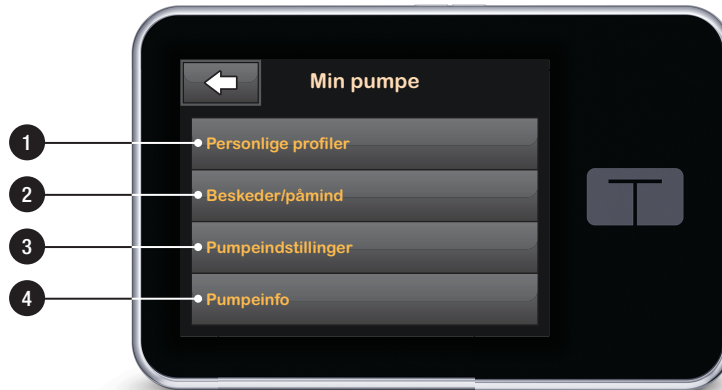 Min pumpe
1
Personlige profiler
2
Beskeder/påmind
3
Pumpeindstillinger
4
Pumpeinfo